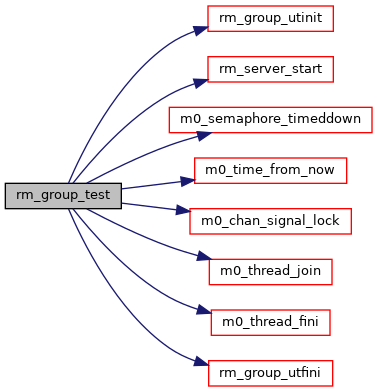 rm_group_utinit
rm_server_start
m0_semaphore_timeddown
m0_time_from_now
rm_group_test
m0_chan_signal_lock
m0_thread_join
m0_thread_fini
rm_group_utfini